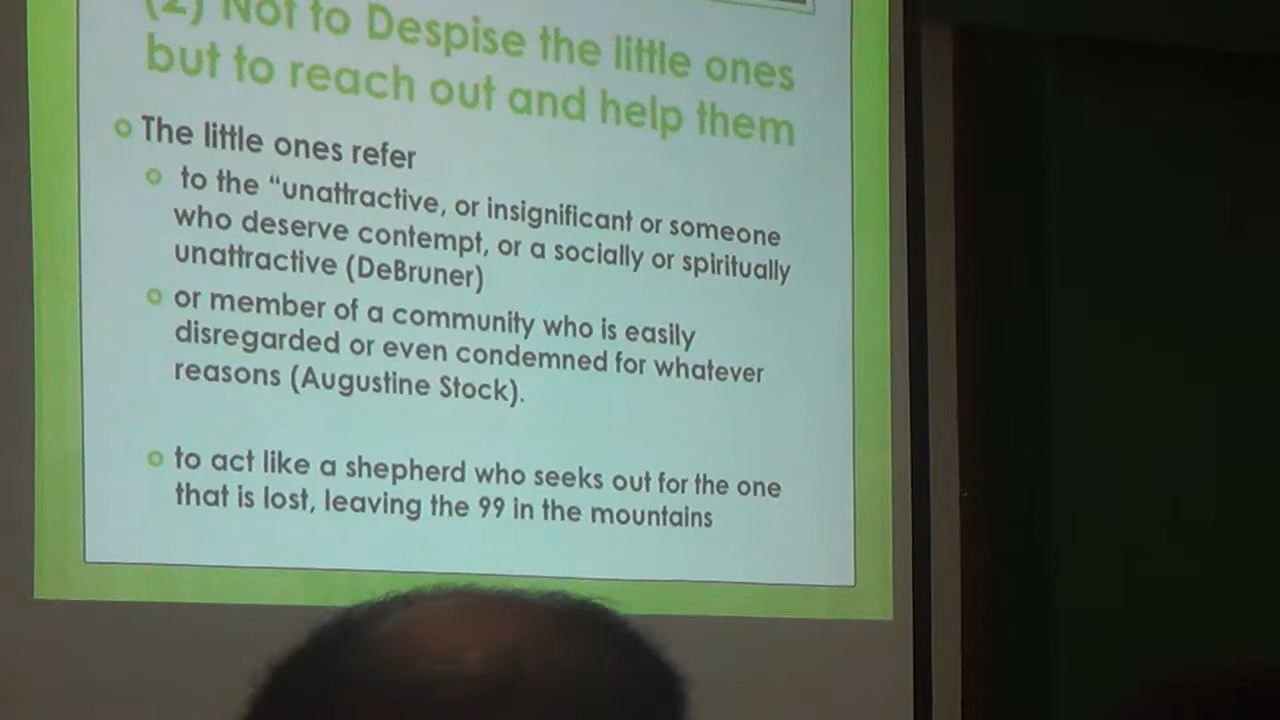 (2) Not to Despise the little ones
but to reach out and help them
The little ones refer
to the “unattractive, or insignificant or someone
who deserve contempt, or a socially or spiritually
unattractive (DeBruner)
or member of a community who is easily
disregarded or even condemned for whatever
reasons (Augustine Stock).
to act like a shepherd who seeks out for the one
that is lost, leaving the 99 in the mountains